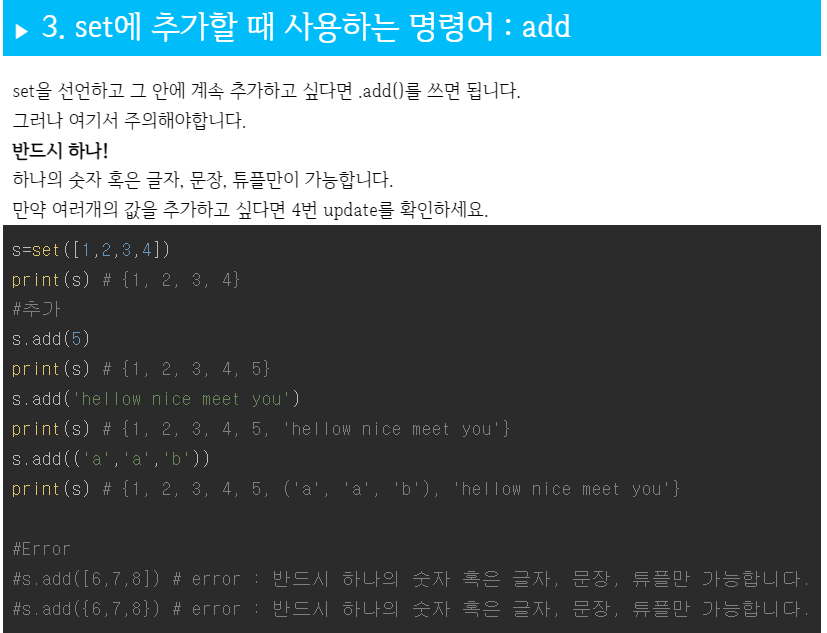 ▶ 3. set에 추가할 때 사용하는 명령어 : add
set을 선언하고 그 안에 계속 추가하고 싶다면 .add()를 쓰면 됩니다.
그러나 여기서 주의해야합니다.
반드시 하나!
하나의 숫자 혹은 글자, 문장, 튜플만이 가능합니다.
만약 여러개의 값을 추가하고 싶다면 4번 update를 확인하세요.
s=set([1,2,3,4])
print(s) # {1, 2, 3, 4}
#추가
s.add(5)
print(s) # {1, 2, 3, 4, 5}
s.add('hellow nice meet you')
print(s) # {1, 2, 3, 4, 5, 'hellow nice meet you'}
s.add(('a','a','b'))
print(s) # {1, 2, 3, 4, 5, ('a', 'a', 'b'), 'hellow nice meet you'}
#Error
#s.add([6,7,8]) # error : 반드시 하나의 숫자 혹은 글자, 문장, 튜플만 가능합니다.
#s.add({6,7,8}) # error : 반드시 하나의 숫자 혹은 글자, 문장, 튜플만 가능합니다.